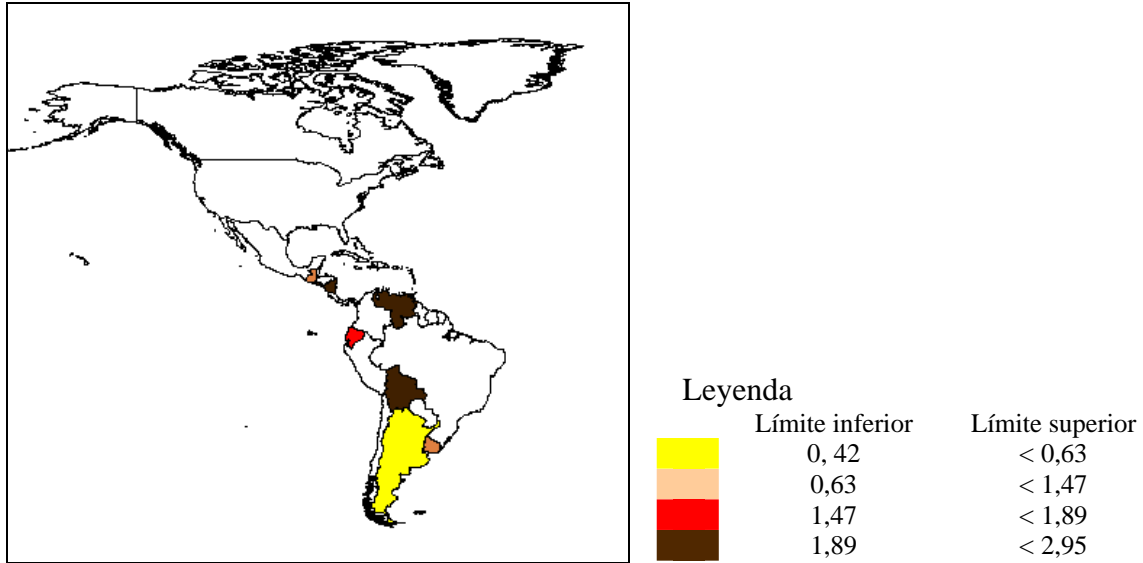 Leyenda
Límite inferior Límite superior
0, 42 < 0,63
0,63 < 1,47
1,47 < 1,89
1,89 < 2,95